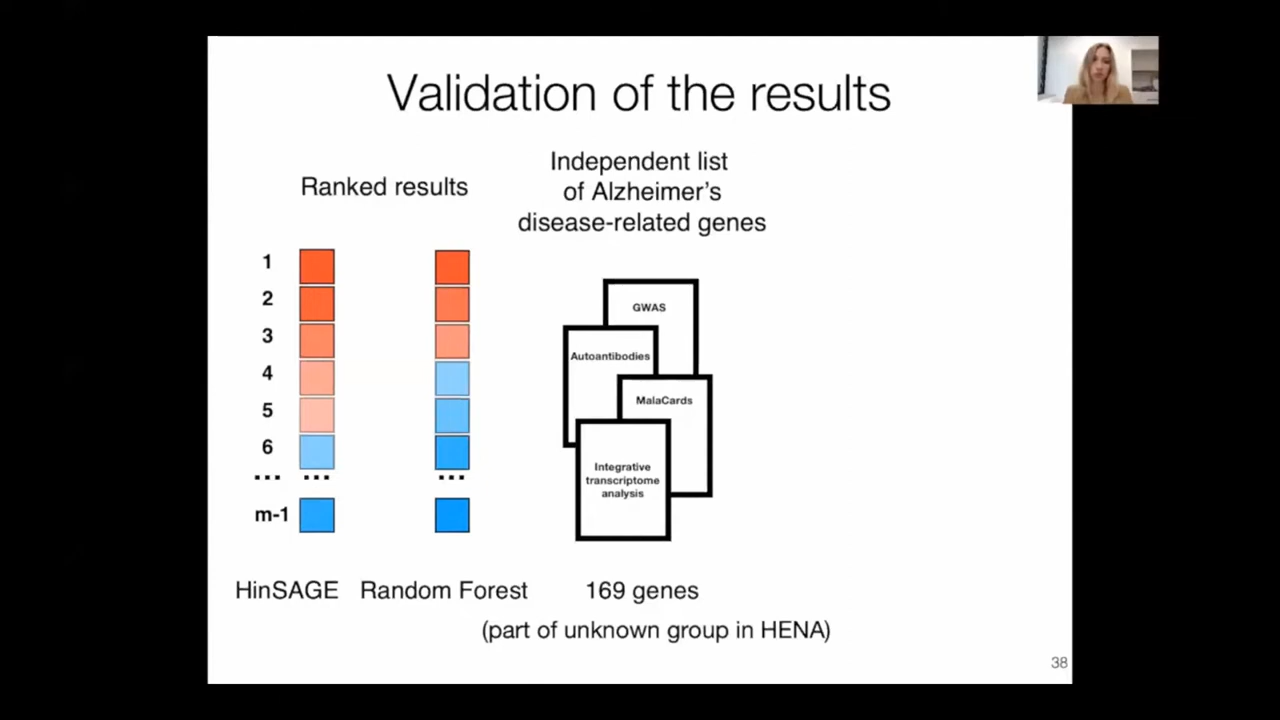 Validation of the results
Ranked results
Independent list
of Alzheimer's
disease-related genes
1
2
3
4
5
6
...
...
...
m-1
GWAS
Autoantibodies
MalaCards
Integrative
transcriptome
analysis
HinSAGE
Random Forest
169 genes
(part of unknown group in HENA)
38